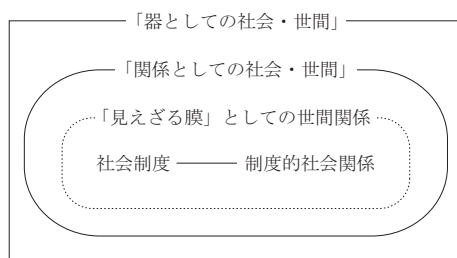 「器としての社会・世間」
「関係としての社会・世間」
「見えざる膜」としての世間関係
社会制度 制度的社会関係